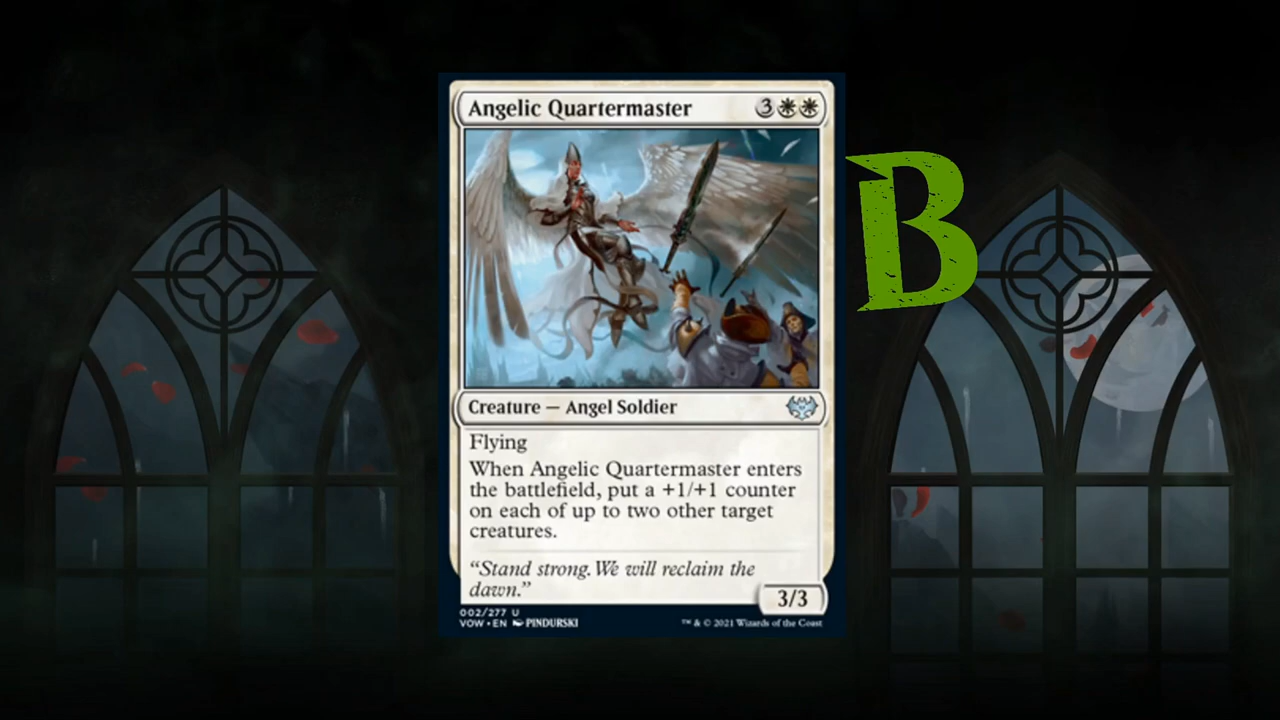 Angelic Quartermaster 3
B
Creature — Angel Soldier
Flying
When Angelic Quartermaster enters
the battlefield, put a +1/+1 counter
on each of up to two other target
creatures.
“Stand strong. We will reclaim the
dawn.”
3/3
002/277 U
VOW • EN PINDURSKI
™ & © 2021 Wizards of the Coast